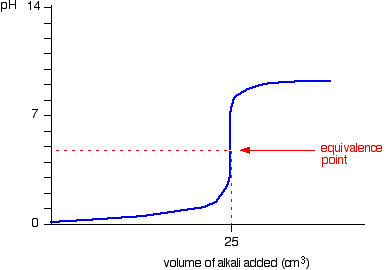 pH
14
7
equivalence
point
0
25
volume of alkali added (cm³)